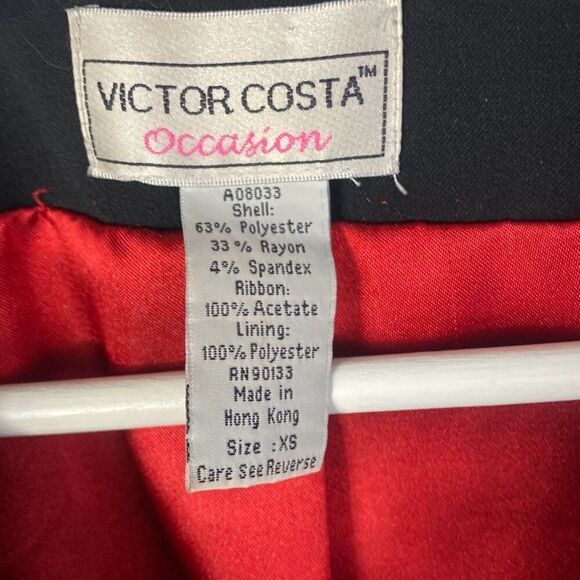 VICTOR COSTA™
Occasion
A08033
Shell:
63% Polyester
33% Rayon
4% Spandex
Ribbon:
100% Acetate
Lining:
100% Polyester
RN90133
Made in
Hong Kong
Size :XS
Care See Reverse